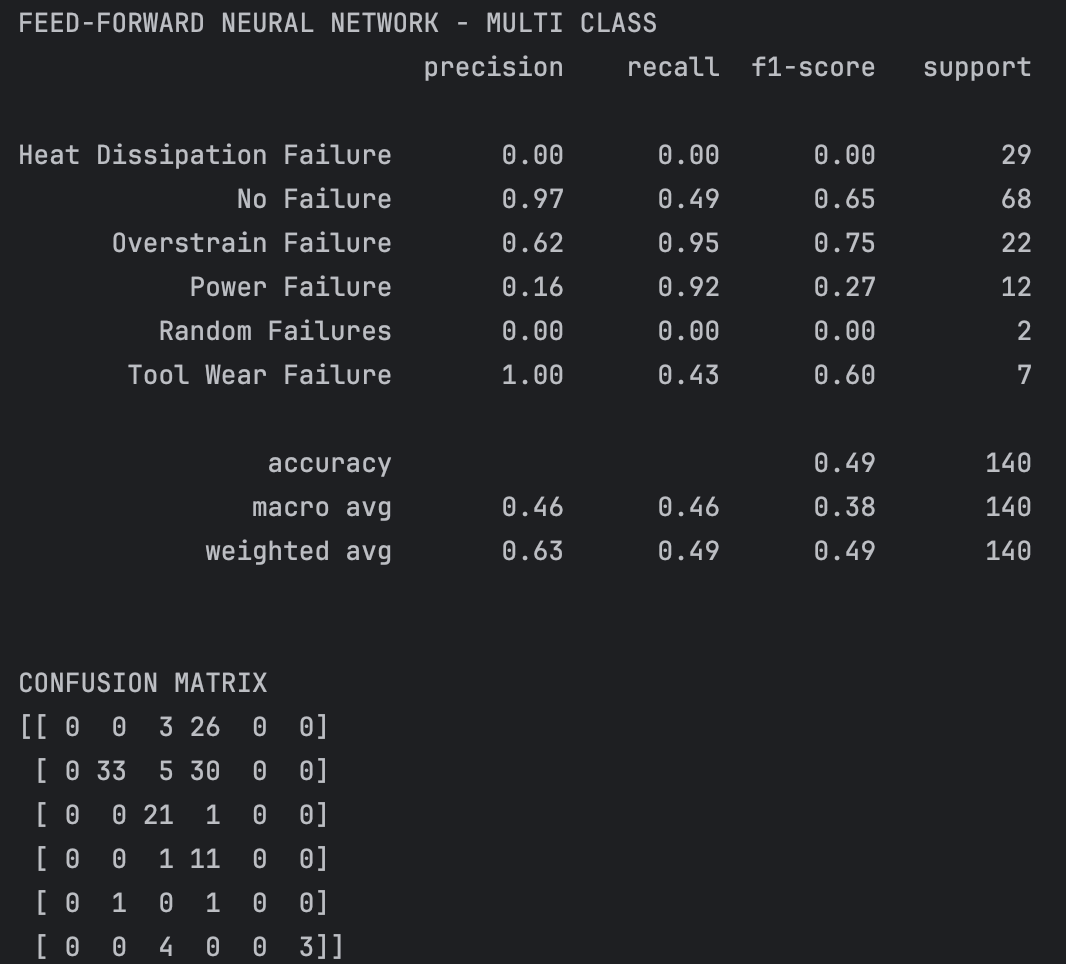 FEED-FORWARD NEURAL NETWORK - MULTI CLASS
precision recall f1-score support
Heat Dissipation Failure 0.00 0.00 0.00 29
No Failure 0.97 0.49 0.65 68
Overstrain Failure 0.62 0.95 0.75 22
Power Failure 0.16 0.92 0.27 12
Random Failures 0.00 0.00 0.00 2
Tool Wear Failure 1.00 0.43 0.60 7
accuracy 0.49 140
macro avg 0.46 0.46 0.38 140
weighted avg 0.63 0.49 0.49 140
CONFUSION MATRIX
[[ 0 0 3 26 0 0]
[ 0 33 5 30 0 0]
[ 0 0 21 1 0 0]
[ 0 0 1 11 0 0]
[ 0 1 0 1 0 0]
[ 0 0 4 0 0 3]]